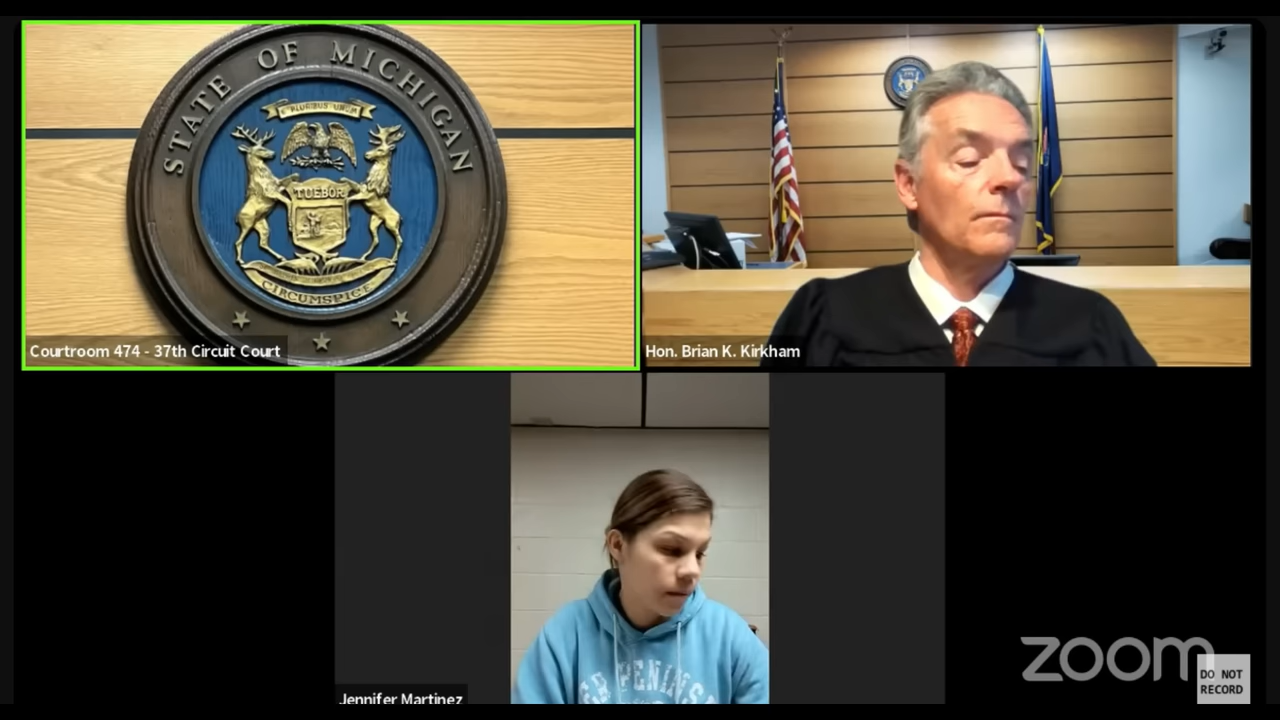 STATE OF MICHIGAN
E PLURIBUS UNUM
TUEBOR
CIRCUMSPICE
Courtroom 474 - 37th Circuit Court
Hon. Brian K. Kirkham
PENINS
Jennifer Martinez
zoom
DO NOT
RECORD